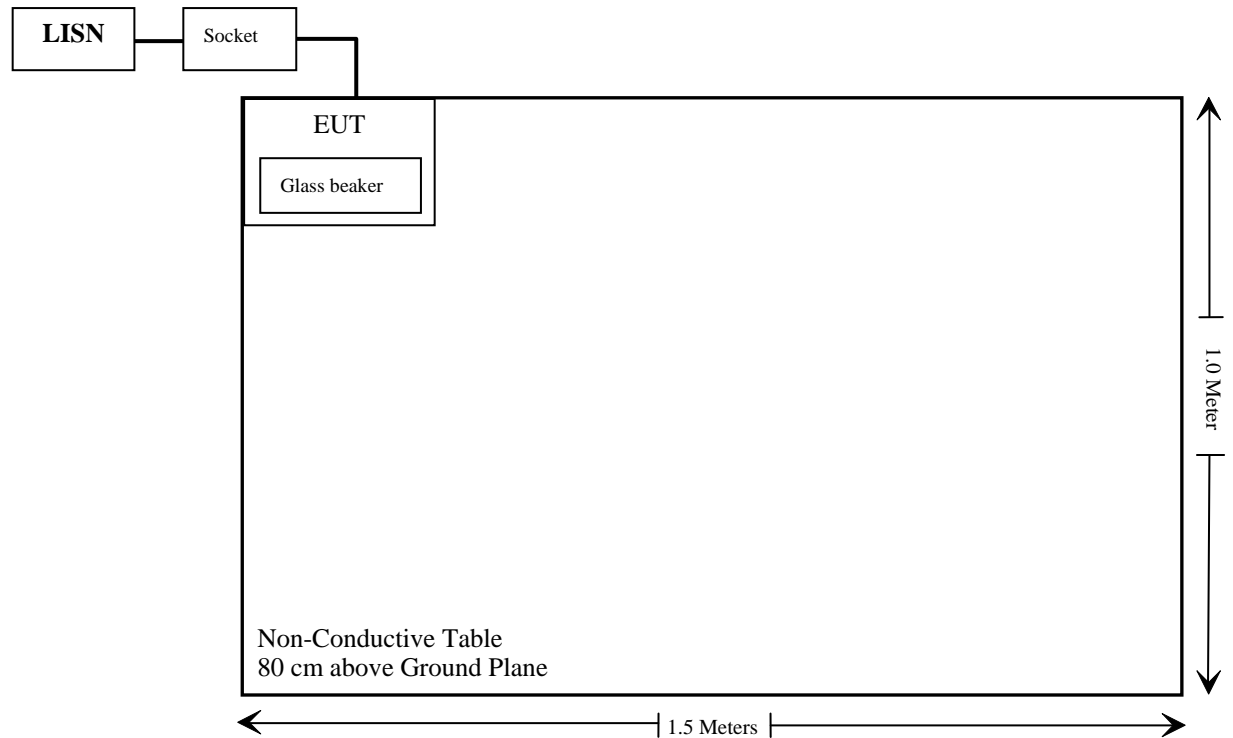 LISN
Socket
EUT
Glass beaker
1.0 Meter
Non-Conductive Table
80 cm above Ground Plane
1.5 Meters